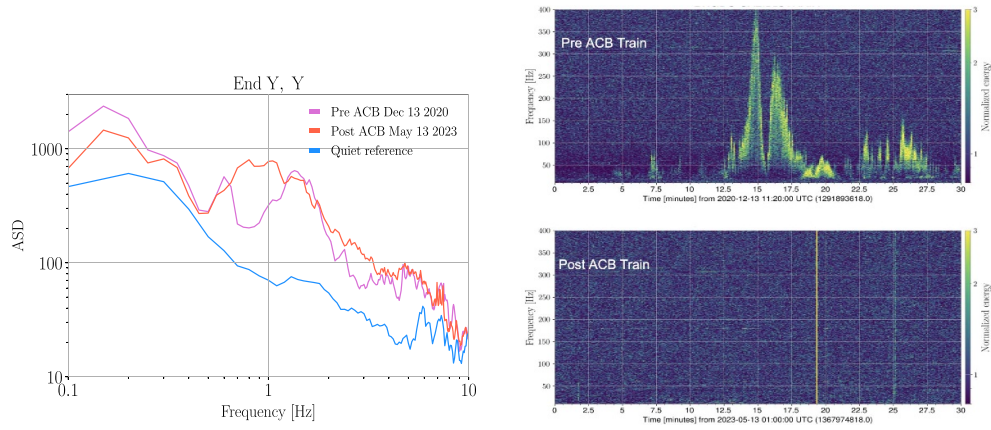 End Y, Y
Pre ACB Dec 13 2020
Post ACB May 13 2023
Quiet reference
1000
100
10
ASD
0.1 1 10
Frequency [Hz]
Pre ACB Train
400
350
300
250
200
150
100
50
Frequency [Hz]
0 2.5 5 7.5 10 12.5 15 17.5 20 22.5 25 27.5 30
Time [minutes] from 2020-12-13 11:20:00 UTC (1291893618.0)
3
2
1
Normalized energy
Post ACB Train
400
350
300
250
200
150
100
50
Frequency [Hz]
0 2.5 5 7.5 10 12.5 15 17.5 20 22.5 25 27.5 30
Time [minutes] from 2023-05-13 01:00:00 UTC (1367974818.0)
3
2
1
Normalized energy